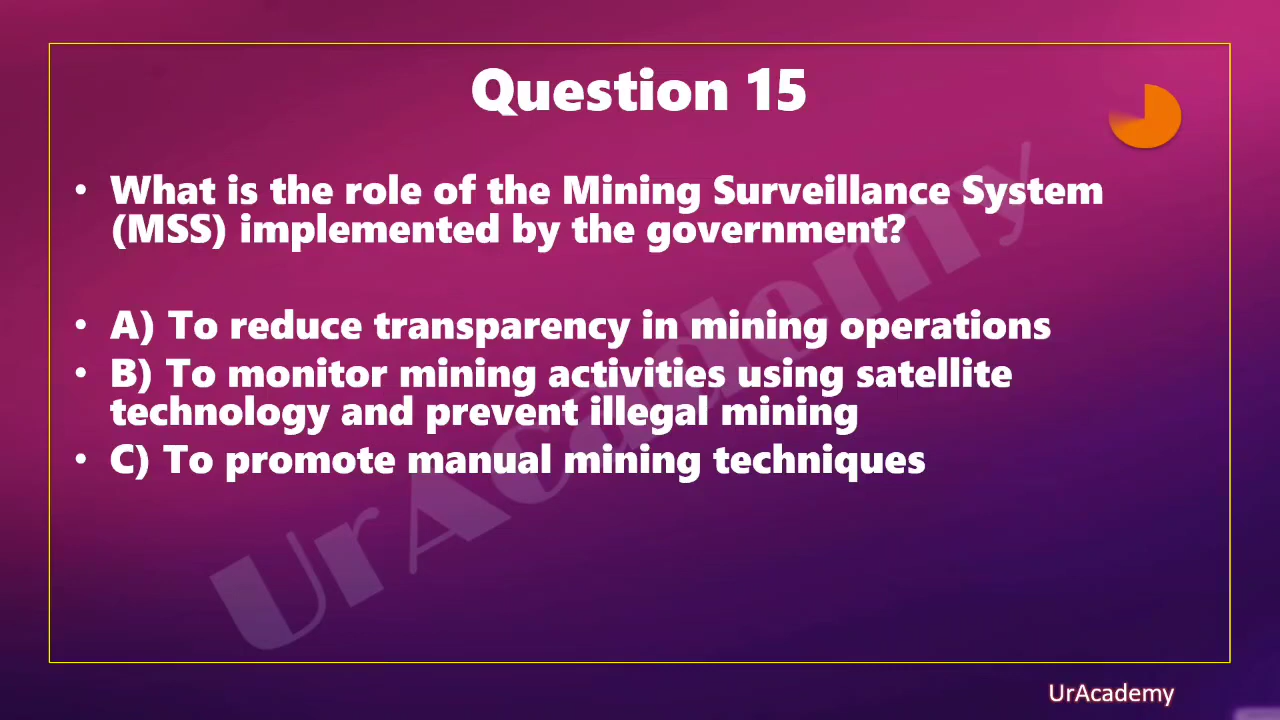 Question 15
• What is the role of the Mining Surveillance System
(MSS) implemented by the government?
• A) To reduce transparency in mining operations
• B) To monitor mining activities using satellite
technology and prevent illegal mining
• C) To promote manual mining techniques
UrAcademy
UrAcademy